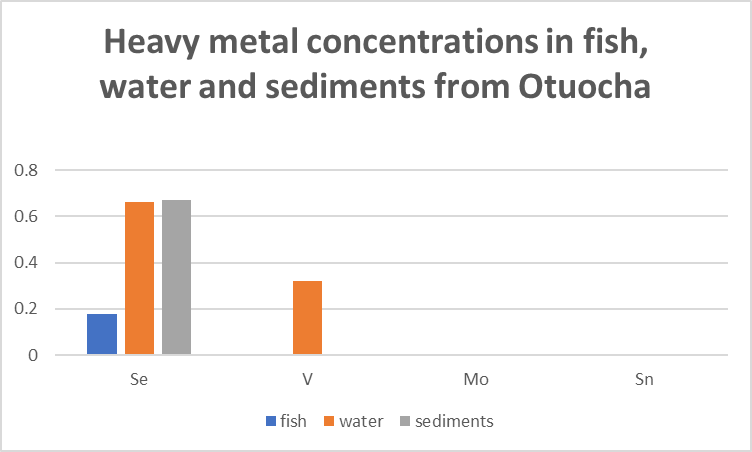 Heavy metal concentrations in fish,
water and sediments from Otuocha
0.8
0.6
0.4
0.2
0
Se V Mo Sn
fish water sediments